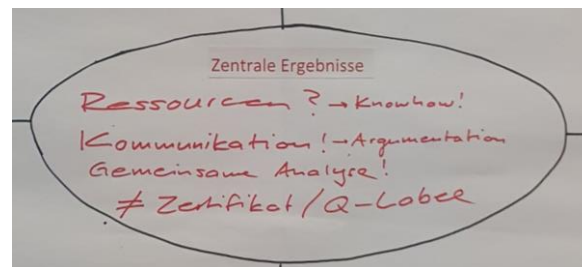 Zentrale Ergebnisse
Ressourcen? → Knowhow!
Kommunikation! → Argumentation
Gemeinsame Analyse!
≠ Zertifikat / Q-Label